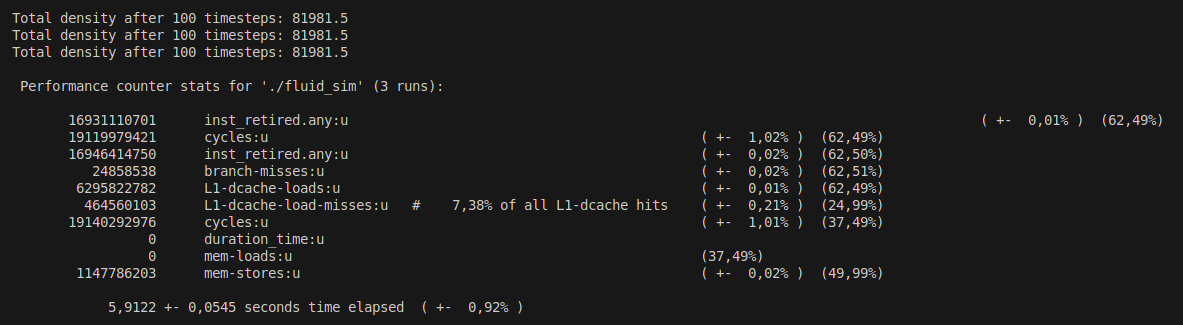 Total density after 100 timesteps: 81981.5
Total density after 100 timesteps: 81981.5
Total density after 100 timesteps: 81981.5
Performance counter stats for './fluid_sim' (3 runs):
16931110701 inst_retired.any:u ( +- 0,01% ) (62,49%)
19119979421 cycles:u ( +- 1,02% ) (62,49%)
16946414750 inst_retired.any:u ( +- 0,02% ) (62,50%)
24858538 branch-misses:u ( +- 0,02% ) (62,51%)
6295822782 L1-dcache-loads:u ( +- 0,01% ) (62,49%)
464560103 L1-dcache-load-misses:u # 7,38% of all L1-dcache hits ( +- 0,21% ) (24,99%)
19140292976 cycles:u ( +- 1,01% ) (37,49%)
0 duration_time:u
0 mem-loads:u (37,49%)
1147786203 mem-stores:u ( +- 0,02% ) (49,99%)
5,9122 +- 0,0545 seconds time elapsed ( +- 0,92% )